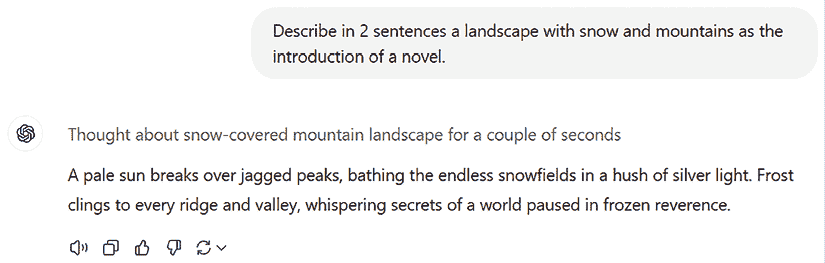 Describe in 2 sentences a landscape with snow and mountains as the
introduction of a novel.
Thought about snow-covered mountain landscape for a couple of seconds
A pale sun breaks over jagged peaks, bathing the endless snowfields in a hush of silver light. Frost
clings to every ridge and valley, whispering secrets of a world paused in frozen reverence.